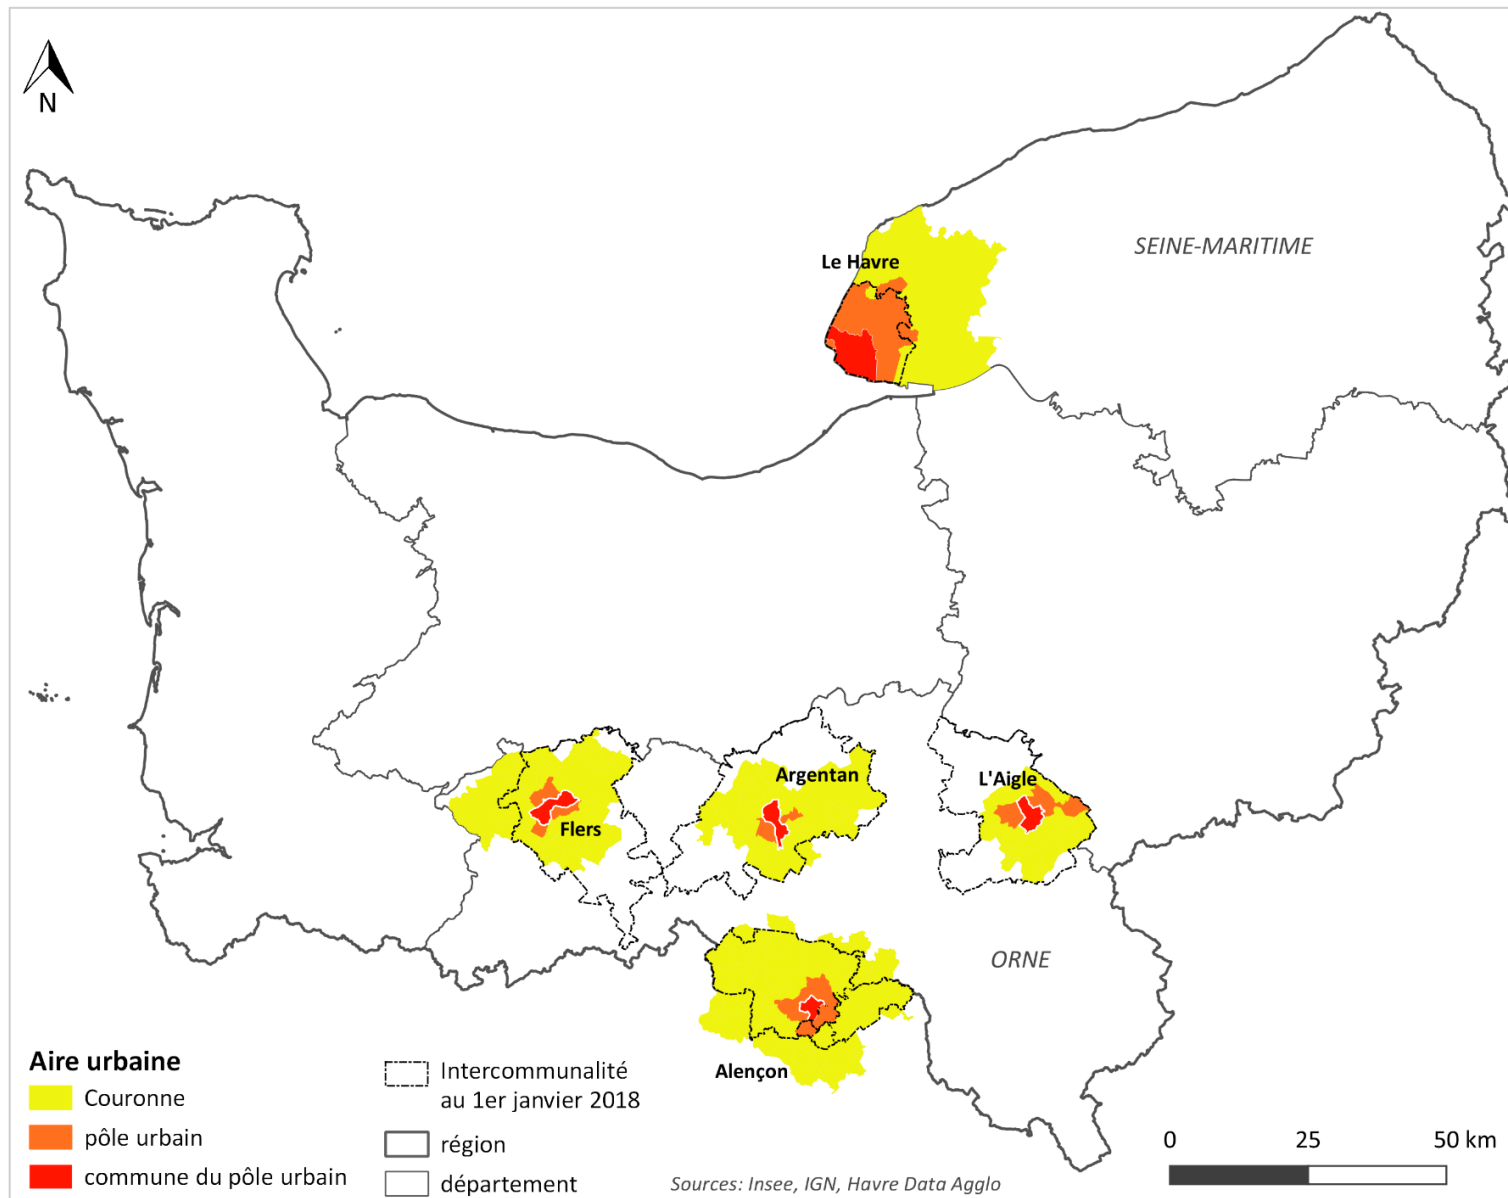 N
SEINE-MARITIME
Le Havre
Argentan
L'Aigle
Flers
ORNE
Alençon
Aire urbaine
Couronne
pôle urbain
commune du pôle urbain
Intercommunalité
au 1er janvier 2018
région
département
Sources: Insee, IGN, Havre Data Agglo
0 25 50 km